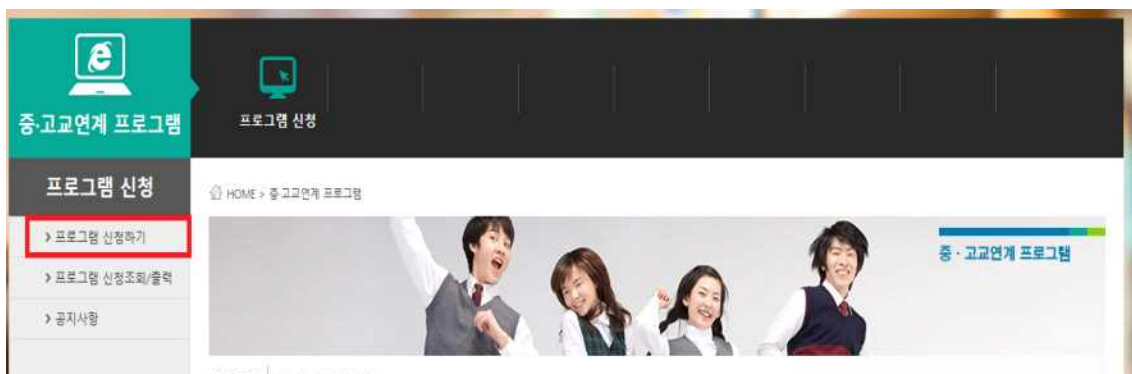 중·고교연계 프로그램
프로그램 신청
프로그램 신청
HOME > 중·고교연계 프로그램
> 프로그램 신청하기
> 프로그램 신청조회/출력
> 공지사항
중 · 고교연계 프로그램